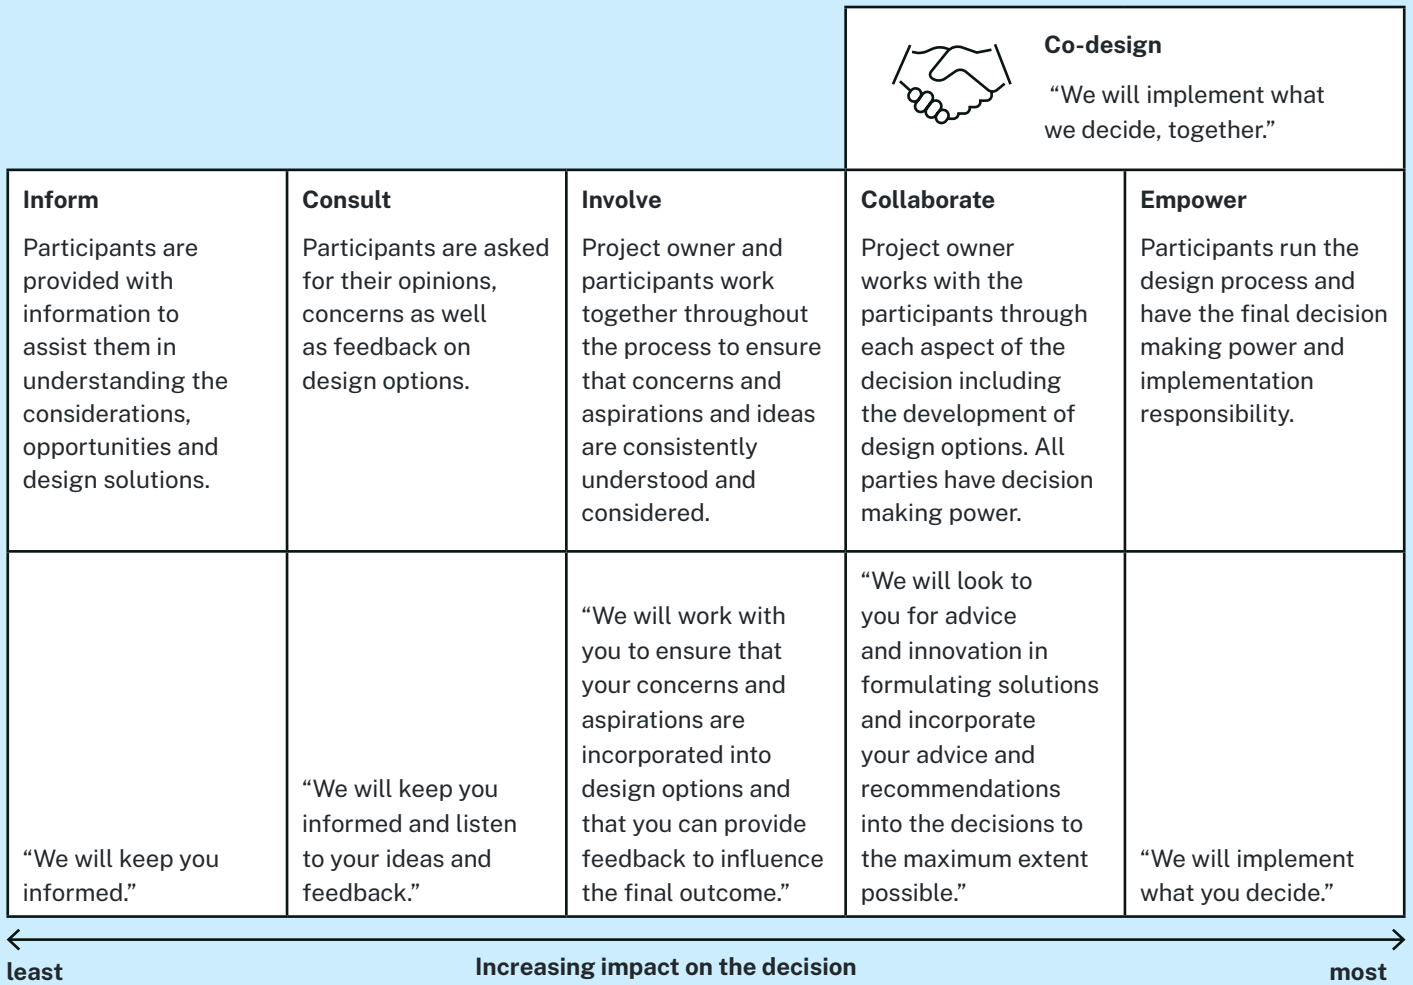 Co-design
“We will implement what
we decide, together.”
Inform
Participants are
provided with
information to
assist them in
understanding the
considerations,
opportunities and
design solutions.
Consult
Participants are asked
for their opinions,
concerns as well
as feedback on
design options.
Involve
Project owner and
participants work
together throughout
the process to ensure
that concerns and
aspirations and ideas
are consistently
understood and
considered.
Collaborate
Project owner
works with the
participants through
each aspect of the
decision including
the development of
design options. All
parties have decision
making power.
Empower
Participants run the
design process and
have the final decision
making power and
implementation
responsibility.
“We will keep you
informed.”
“We will keep you
informed and listen
to your ideas and
feedback.”
“We will work with
you to ensure that
your concerns and
aspirations are
incorporated into
design options and
that you can provide
feedback to influence
the final outcome.”
“We will look to
you for advice
and innovation in
formulating solutions
and incorporate
your advice and
recommendations
into the decisions to
the maximum extent
possible.”
“We will implement
what you decide.”
least
Increasing impact on the decision
most